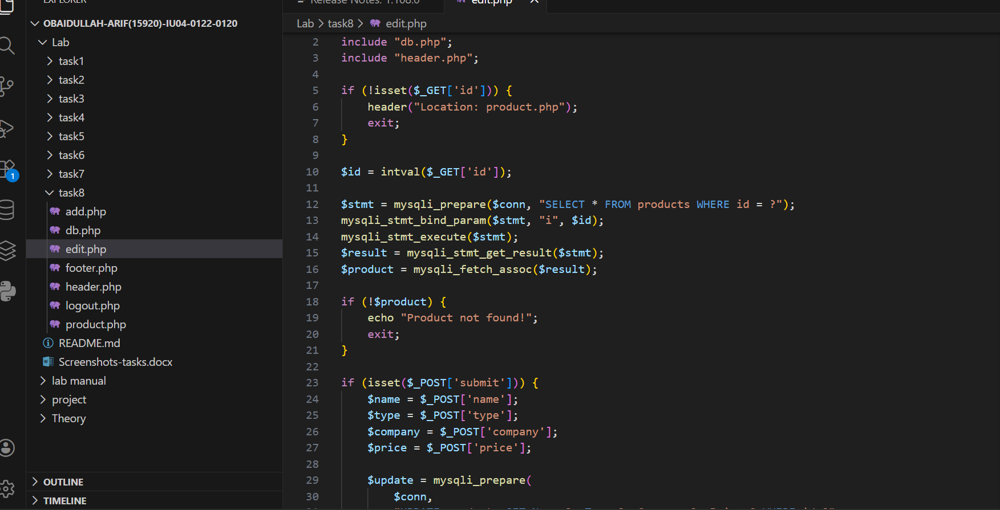 EXPLORER
OBAIDULLAH-ARIF(15920)-IU04-0122-0120
Lab
task1
task2
task3
task4
task5
task6
task7
task8
add.php
db.php
edit.php
footer.php
header.php
logout.php
product.php
README.md
Screenshots-tasks.docx
lab manual
project
Theory
OUTLINE
TIMELINE
1
Release Notes: 1.108.0
edit.php
Lab > task8 > edit.php
2 include "db.php";
3 include "header.php";
4
5 if (!isset($_GET['id'])) {
6 header("Location: product.php");
7 exit;
8 }
9
10 $id = intval($_GET['id']);
11
12 $stmt = mysqli_prepare($conn, "SELECT * FROM products WHERE id = ?");
13 mysqli_stmt_bind_param($stmt, "i", $id);
14 mysqli_stmt_execute($stmt);
15 $result = mysqli_stmt_get_result($stmt);
16 $product = mysqli_fetch_assoc($result);
17
18 if (!$product) {
19 echo "Product not found!";
20 exit;
21 }
22
23 if (isset($_POST['submit'])) {
24 $name = $_POST['name'];
25 $type = $_POST['type'];
26 $company = $_POST['company'];
27 $price = $_POST['price'];
28
29 $update = mysqli_prepare(
30 $conn,